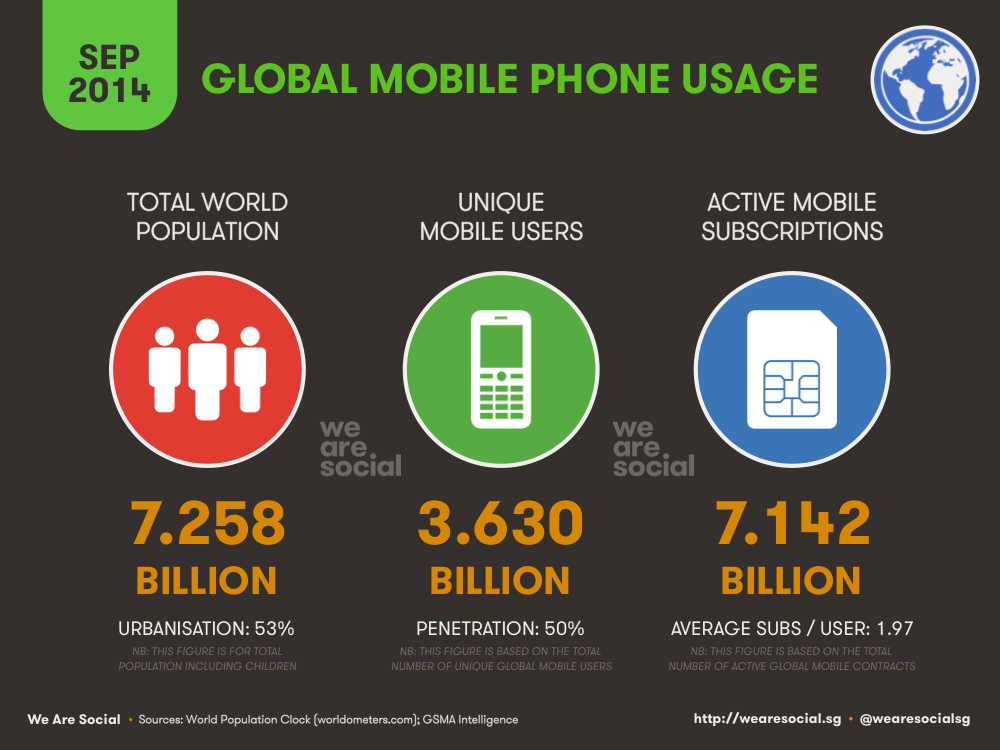 SEP
2014
GLOBAL MOBILE PHONE USAGE
TOTAL WORLD
POPULATION
UNIQUE
MOBILE USERS
ACTIVE MOBILE
SUBSCRIPTIONS
we
are
social
we
are
social
7.258
BILLION
3.630
BILLION
7.142
BILLION
URBANISATION: 53%
NB: THIS FIGURE IS FOR TOTAL
POPULATION INCLUDING CHILDREN
PENETRATION: 50%
NB: THIS FIGURE IS BASED ON THE TOTAL
NUMBER OF UNIQUE GLOBAL MOBILE USERS
AVERAGE SUBS / USER: 1.97
NB: THIS FIGURE IS BASED ON THE TOTAL
NUMBER OF ACTIVE GLOBAL MOBILE CONTRACTS
We Are Social • Sources: World Population Clock (worldometers.com); GSMA Intelligence
http://wearesocial.sg • @wearesocialsg